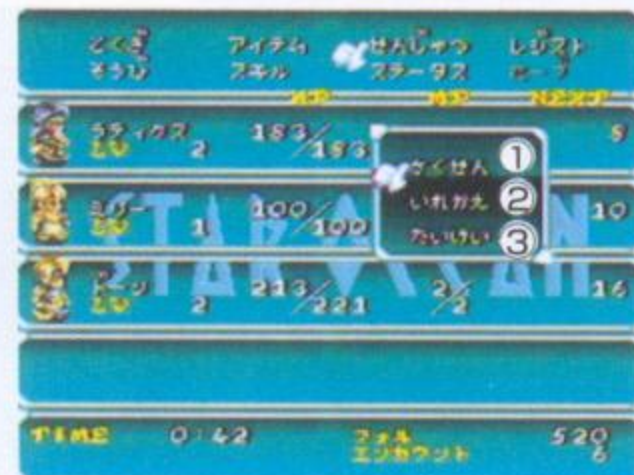 とくぎ アイテム せんじゅつ レジスト
そうび スキル ステータス セーブ
HP MP NEXT
ラティクス 183/183 8
LV 2
さくせん ①
ミリー 100/100 いれかえ ② 10
LV 1
たいけい ③
STAR OCEAN
ドーン 213/221 2/2 16
LV 2
TIME 0:42 フォル 520
エンカウント 6